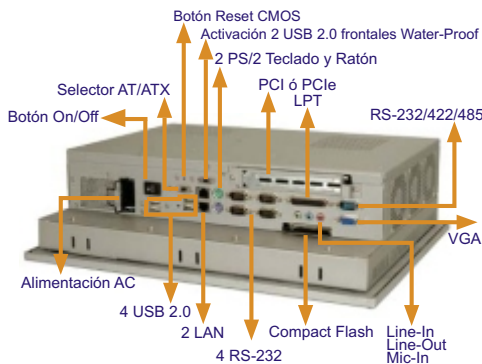 Botón Reset CMOS
Activación 2 USB 2.0 frontales Water-Proof
2 PS/2 Teclado y Ratón
Selector AT/ATX
PCI ó PCIe
LPT
RS-232/422/485
Botón On/Off
VGA
Alimentación AC
4 USB 2.0
2 LAN
4 RS-232
Compact Flash
Line-In
Line-Out
Mic-In